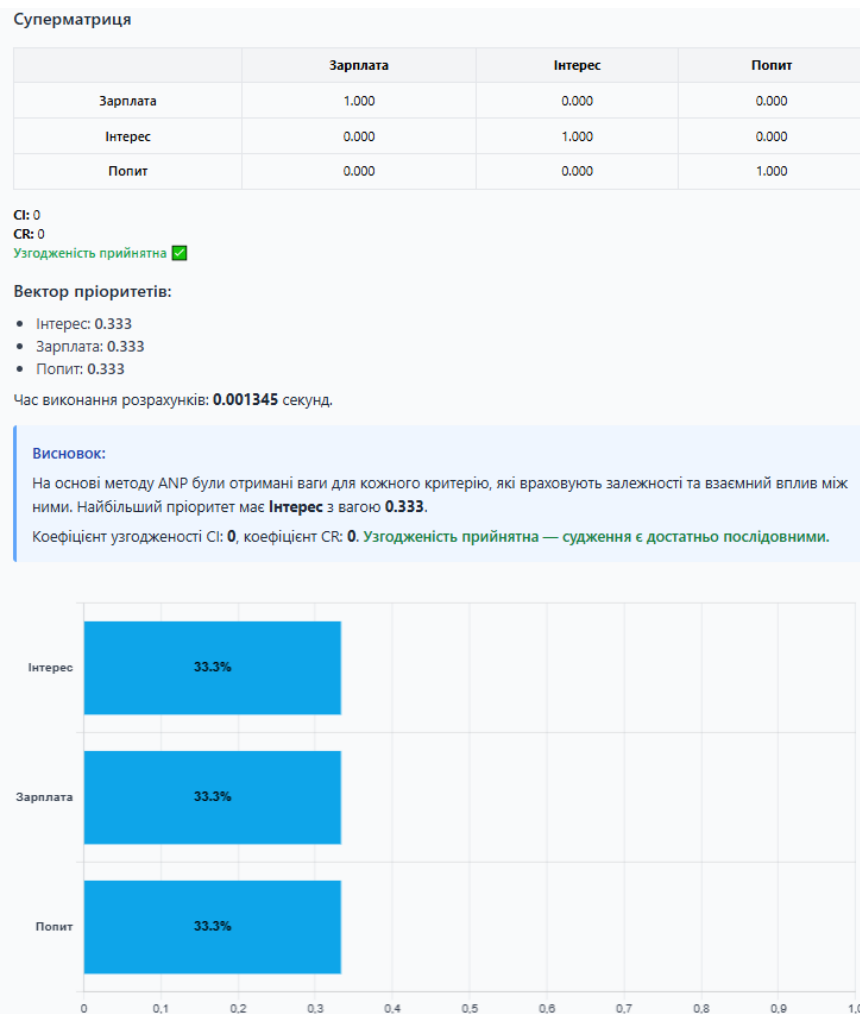 Суперматриця
Зарплата Інтерес Попит
Зарплата 1.000 0.000 0.000
Інтерес 0.000 1.000 0.000
Попит 0.000 0.000 1.000
CI: 0
CR: 0
Узгодженість прийнятна ✅
Вектор пріоритетів:
• Інтерес: 0.333
• Зарплата: 0.333
• Попит: 0.333
Час виконання розрахунків: 0.001345 секунд.
Висновок:
На основі методу ANP були отримані ваги для кожного критерію, які враховують залежності та взаємний вплив між
ними. Найбільший пріоритет має Інтерес з вагою 0.333.
Коефіцієнт узгодженості CI: 0, коефіцієнт CR: 0. Узгодженість прийнятна — судження є достатньо послідовними.
Інтерес 33.3%
Зарплата 33.3%
Попит 33.3%
0 0,1 0,2 0,3 0,4 0,5 0,6 0,7 0,8 0,9 1,0